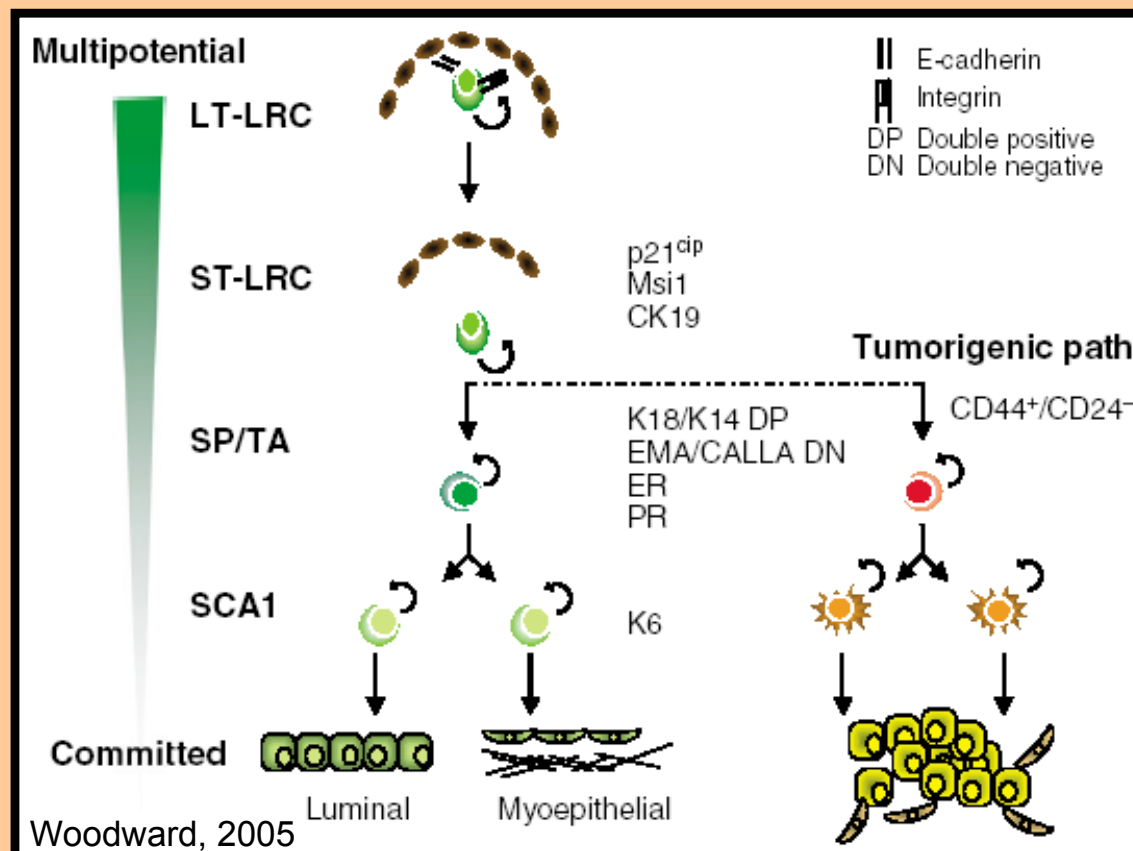 Multipotential
E-cadherin
Integrin
DP Double positive
DN Double negative
LT-LRC
ST-LRC
p21cip
Msi1
CK19
Tumorigenic path
CD44+/CD24–
SP/TA
K18/K14 DP
EMA/CALLA DN
ER
PR
SCA1
K6
Committed
Luminal
Myoepithelial
Woodward, 2005